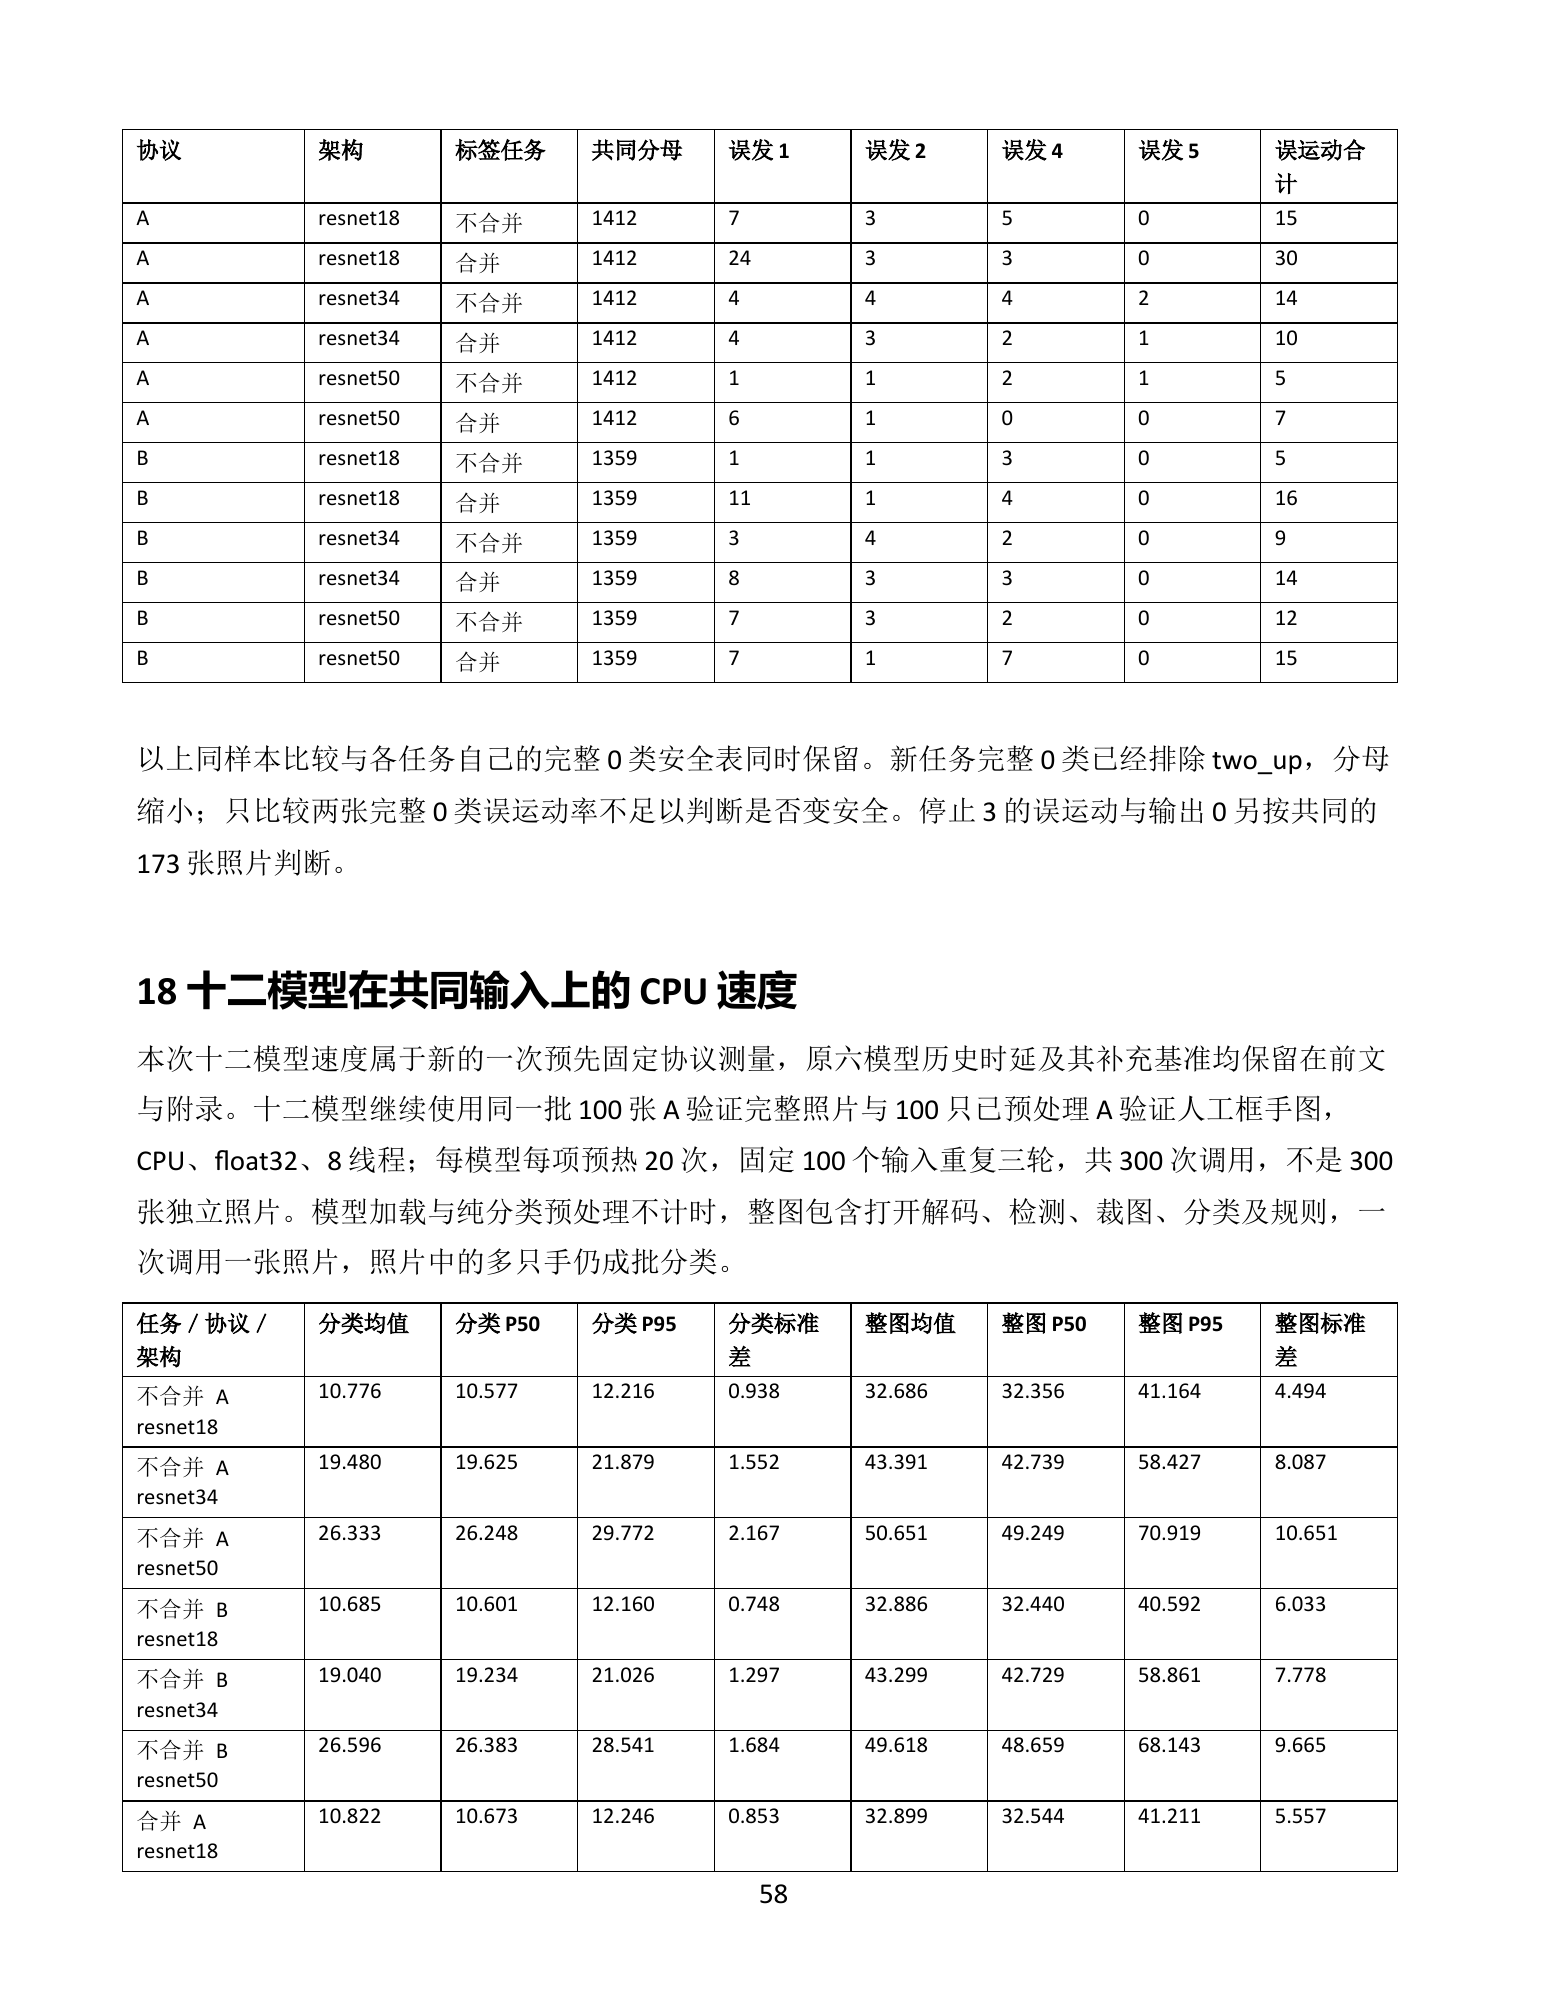 协议 架构 标签任务 共同分母 误发 1 误发 2 误发 4 误发 5 误运动合计
A resnet18 不合并 1412 7 3 5 0 15
A resnet18 合并 1412 24 3 3 0 30
A resnet34 不合并 1412 4 4 4 2 14
A resnet34 合并 1412 4 3 2 1 10
A resnet50 不合并 1412 1 1 2 1 5
A resnet50 合并 1412 6 1 0 0 7
B resnet18 不合并 1359 1 1 3 0 5
B resnet18 合并 1359 11 1 4 0 16
B resnet34 不合并 1359 3 4 2 0 9
B resnet34 合并 1359 8 3 3 0 14
B resnet50 不合并 1359 7 3 2 0 12
B resnet50 合并 1359 7 1 7 0 15
以上同样本比较与各任务自己的完整 0 类安全表同时保留。新任务完整 0 类已经排除 two_up，分母
缩小；只比较两张完整 0 类误运动率不足以判断是否变安全。停止 3 的误运动与输出 0 另按共同的
173 张照片判断。
18 十二模型在共同输入上的 CPU 速度
本次十二模型速度属于新的一次预先固定协议测量，原六模型历史时延及其补充基准均保留在前文
与附录。十二模型继续使用同一批 100 张 A 验证完整照片与 100 只已预处理 A 验证人工框手图，
CPU、float32、8 线程；每模型每项预热 20 次，固定 100 个输入重复三轮，共 300 次调用，不是 300
张独立照片。模型加载与纯分类预处理不计时，整图包含打开解码、检测、裁图、分类及规则，一
次调用一张照片，照片中的多只手仍成批分类。
任务 / 协议 / 架构 分类均值 分类 P50 分类 P95 分类标准差 整图均值 整图 P50 整图 P95 整图标准差
不合并 A resnet18 10.776 10.577 12.216 0.938 32.686 32.356 41.164 4.494
不合并 A resnet34 19.480 19.625 21.879 1.552 43.391 42.739 58.427 8.087
不合并 A resnet50 26.333 26.248 29.772 2.167 50.651 49.249 70.919 10.651
不合并 B resnet18 10.685 10.601 12.160 0.748 32.886 32.440 40.592 6.033
不合并 B resnet34 19.040 19.234 21.026 1.297 43.299 42.729 58.861 7.778
不合并 B resnet50 26.596 26.383 28.541 1.684 49.618 48.659 68.143 9.665
合并 A resnet18 10.822 10.673 12.246 0.853 32.899 32.544 41.211 5.557
58